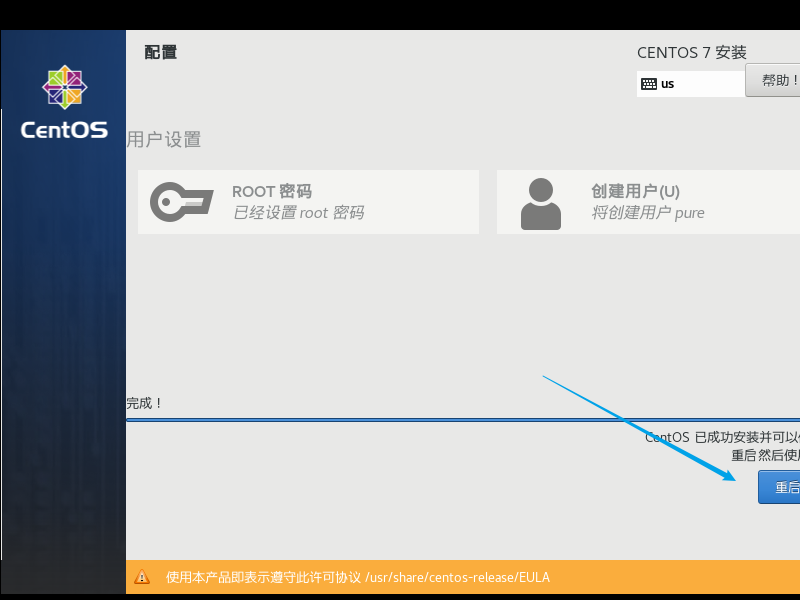 配置
CENTOS 7 安装
us
帮助！
CentOS
用户设置
ROOT 密码
已经设置 root 密码
创建用户(U)
将创建用户 pure
完成！
CentOS 已成功安装并可以
重启然后使
重启
使用本产品即表示遵守此许可协议 /usr/share/centos-release/EULA